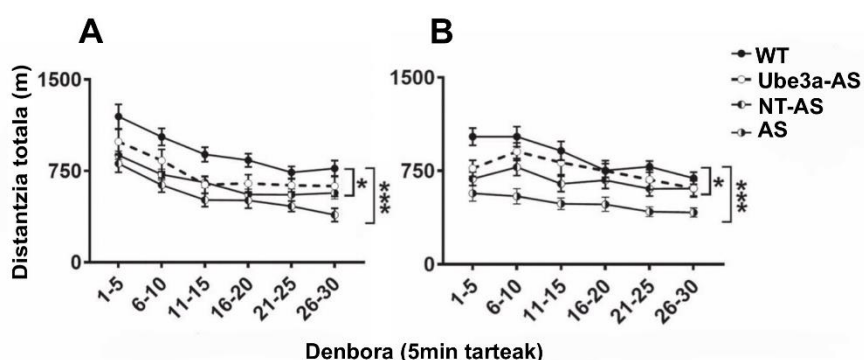 A
B
WT
Ube3a-AS
NT-AS
AS
Distantzia totala (m)
1500
750
0
*
***
1-5
6-10
11-15
16-20
21-25
26-30
1500
750
0
*
***
1-5
6-10
11-15
16-20
21-25
26-30
Denbora (5min tarteak)